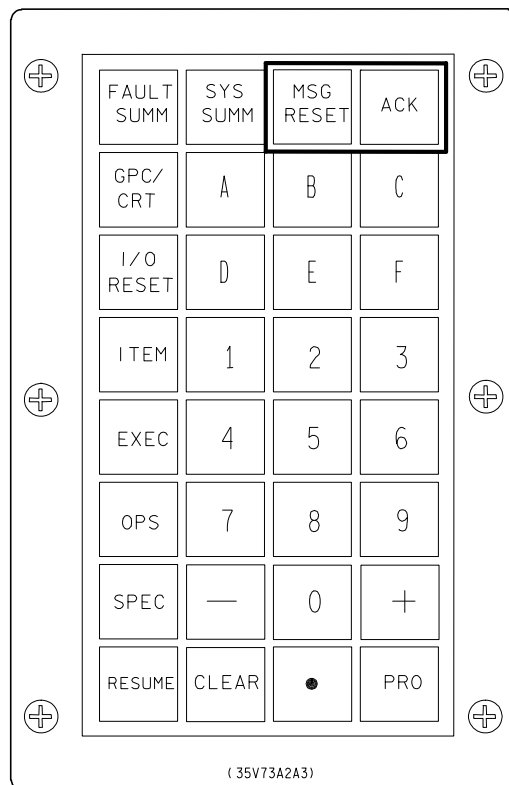 FAULT SUMM
SYS SUMM
MSG RESET
ACK
GPC/ CRT
A
B
C
I/O RESET
D
E
F
ITEM
1
2
3
EXEC
4
5
6
OPS
7
8
9
SPEC
—
0
+
RESUME
CLEAR
●
PRO
(35V73A2A3)